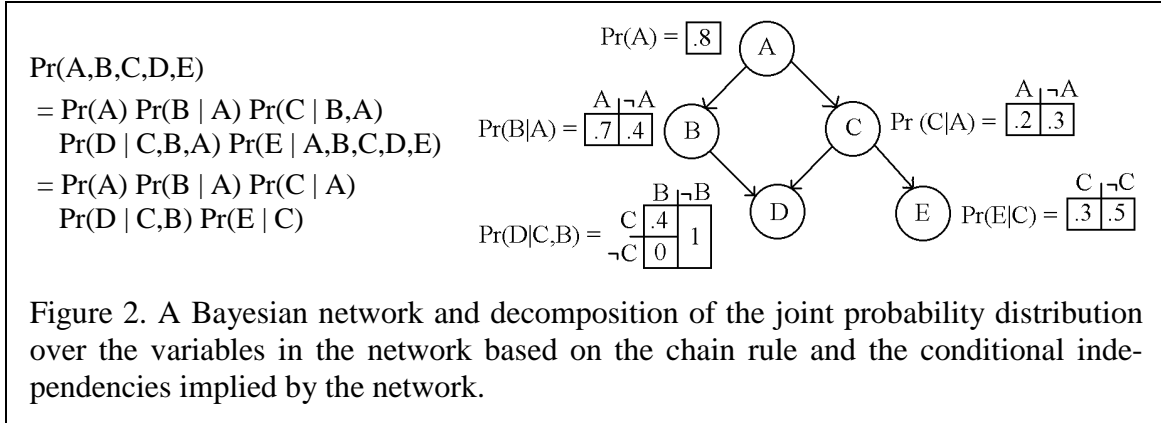 Pr(A,B,C,D,E)
= Pr(A) Pr(B | A) Pr(C | B,A)
Pr(D | C,B,A) Pr(E | A,B,C,D,E)
= Pr(A) Pr(B | A) Pr(C | A)
Pr(D | C,B) Pr(E | C)
Pr(A) = .8
A
A ¬A
Pr(B|A) = .7 .4
B
C
A ¬A
Pr (C|A) = .2 .3
B ¬B
Pr(D|C,B) = C .4 1
¬C 0
D
E
C ¬C
Pr(E|C) = .3 .5
Figure 2. A Bayesian network and decomposition of the joint probability distribution
over the variables in the network based on the chain rule and the conditional inde-
pendencies implied by the network.